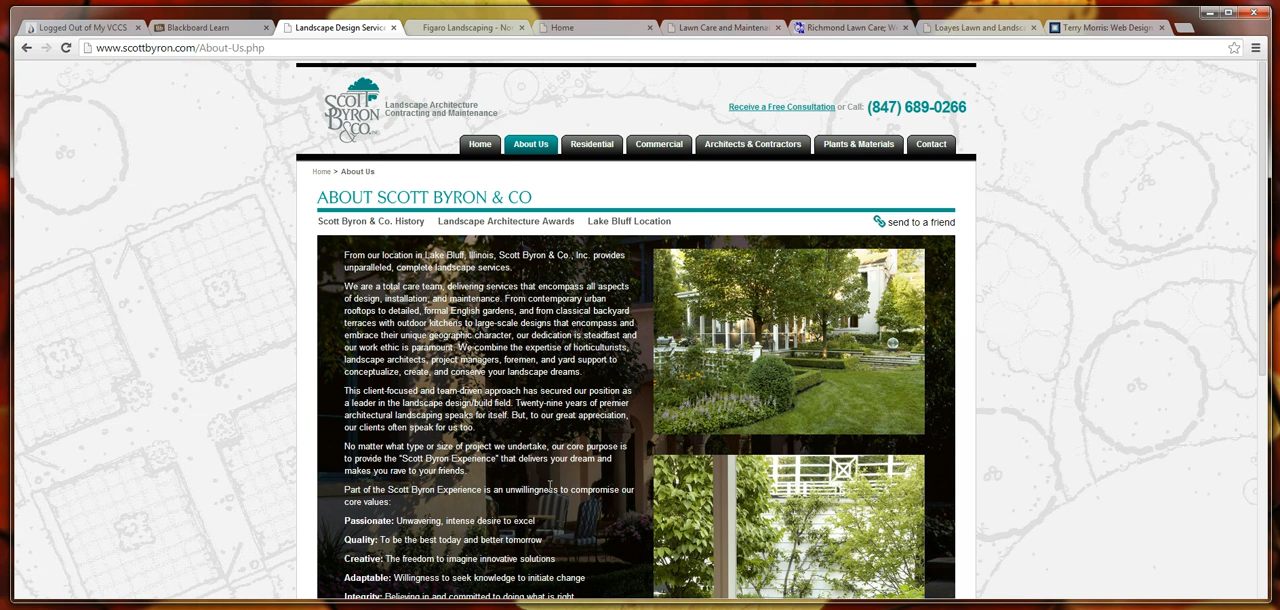 Logged Out of My VCCS
Blackboard Learn
Landscape Design Service
Figaro Landscaping - No
Home
Lawn Care and Maintena
Richmond Lawn Care; W
Loayes Lawn and Landsca
Terry Morris: Web Design
www.scottbyron.com/About-Us.php
SCOTT
BYRON
& CO.
Landscape Architecture
Contracting and Maintenance
Receive a Free Consultation or Call: (847) 689-0266
Home
About Us
Residential
Commercial
Architects & Contractors
Plants & Materials
Contact
Home > About Us
ABOUT SCOTT BYRON & CO
Scott Byron & Co. History
Landscape Architecture Awards
Lake Bluff Location
send to a friend
From our location in Lake Bluff, Illinois, Scott Byron & Co., Inc. provides
unparalleled, complete landscape services.
We are a total care team, delivering services that encompass all aspects
of design, installation, and maintenance. From contemporary urban
rooftops to detailed, formal English gardens, and from classical backyard
terraces with outdoor kitchens to large-scale designs that encompass and
embrace their unique geographic character, our dedication is steadfast and
our work ethic is paramount. We combine the expertise of horticulturists,
landscape architects, project managers, foremen, and yard support to
conceptualize, create, and conserve your landscape dreams.
This client-focused and team-driven approach has secured our position as
a leader in the landscape design/build field. Twenty-nine years of premier
architectural landscaping speaks for itself. But, to our great appreciation,
our clients often speak for us too.
No matter what type or size of project we undertake, our core purpose is
to provide the "Scott Byron Experience" that delivers your dream and
makes you rave to your friends.
Part of the Scott Byron Experience is an unwillingness to compromise our
core values:
Passionate: Unwavering, intense desire to excel
Quality: To be the best today and better tomorrow
Creative: The freedom to imagine innovative solutions
Adaptable: Willingness to seek knowledge to initiate change
Integrity: Believing in and committed to doing what is right